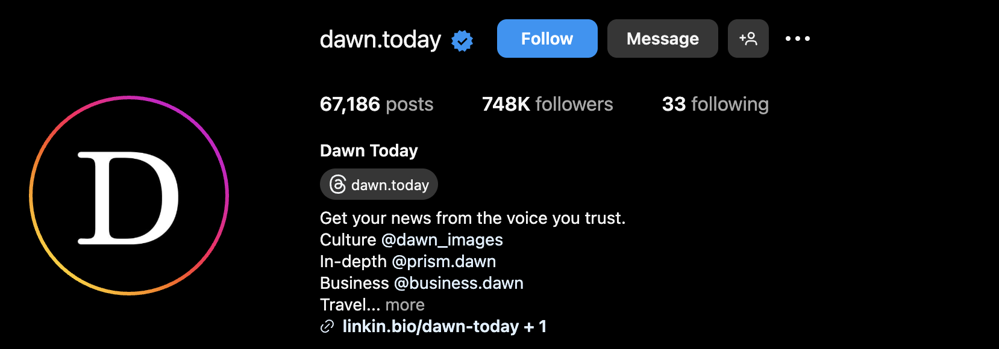 dawn.today Follow Message
67,186 posts 748K followers 33 following
D
Dawn Today
dawn.today
Get your news from the voice you trust.
Culture @dawn_images
In-depth @prism.dawn
Business @business.dawn
Travel... more
linkin.bio/dawn-today + 1